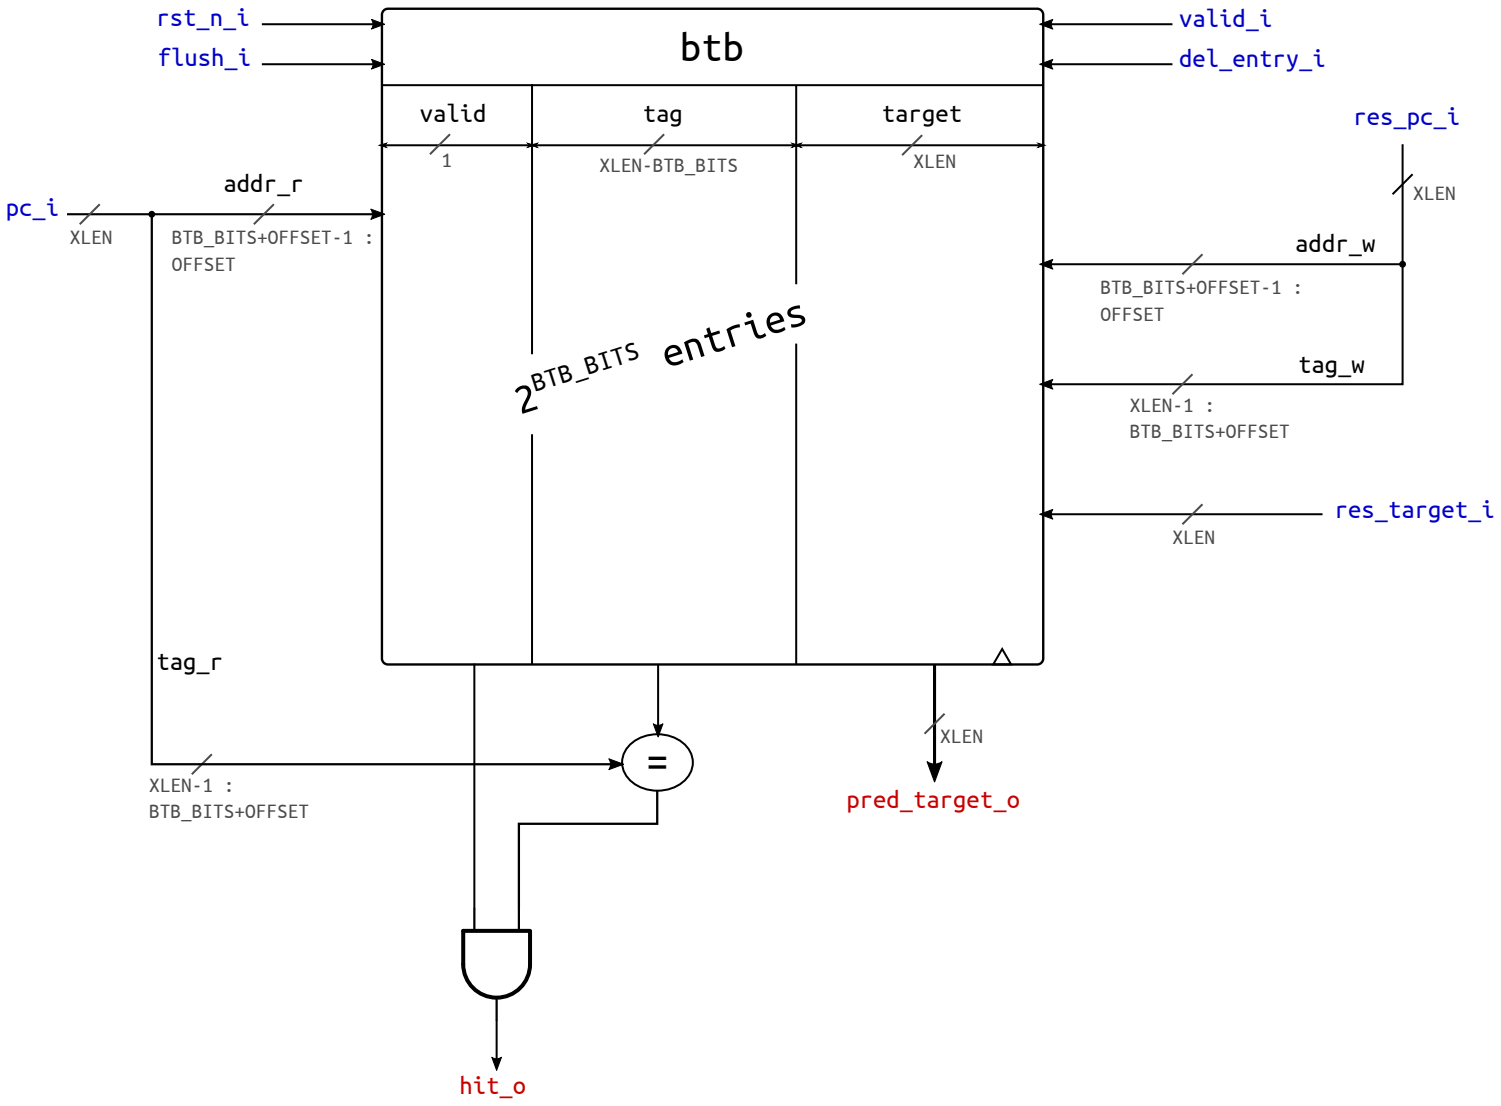 rst_n_i
valid_i
btb
flush_i
del_entry_i
valid
tag
target
res_pc_i
1
XLEN-BTB_BITS
XLEN
addr_r
XLEN
pc_i
XLEN
BTB_BITS+OFFSET-1 :
OFFSET
addr_w
BTB_BITS+OFFSET-1 :
OFFSET
2^BTB_BITS entries
tag_w
XLEN-1 :
BTB_BITS+OFFSET
res_target_i
XLEN
tag_r
XLEN
=
XLEN-1 :
BTB_BITS+OFFSET
pred_target_o
hit_o